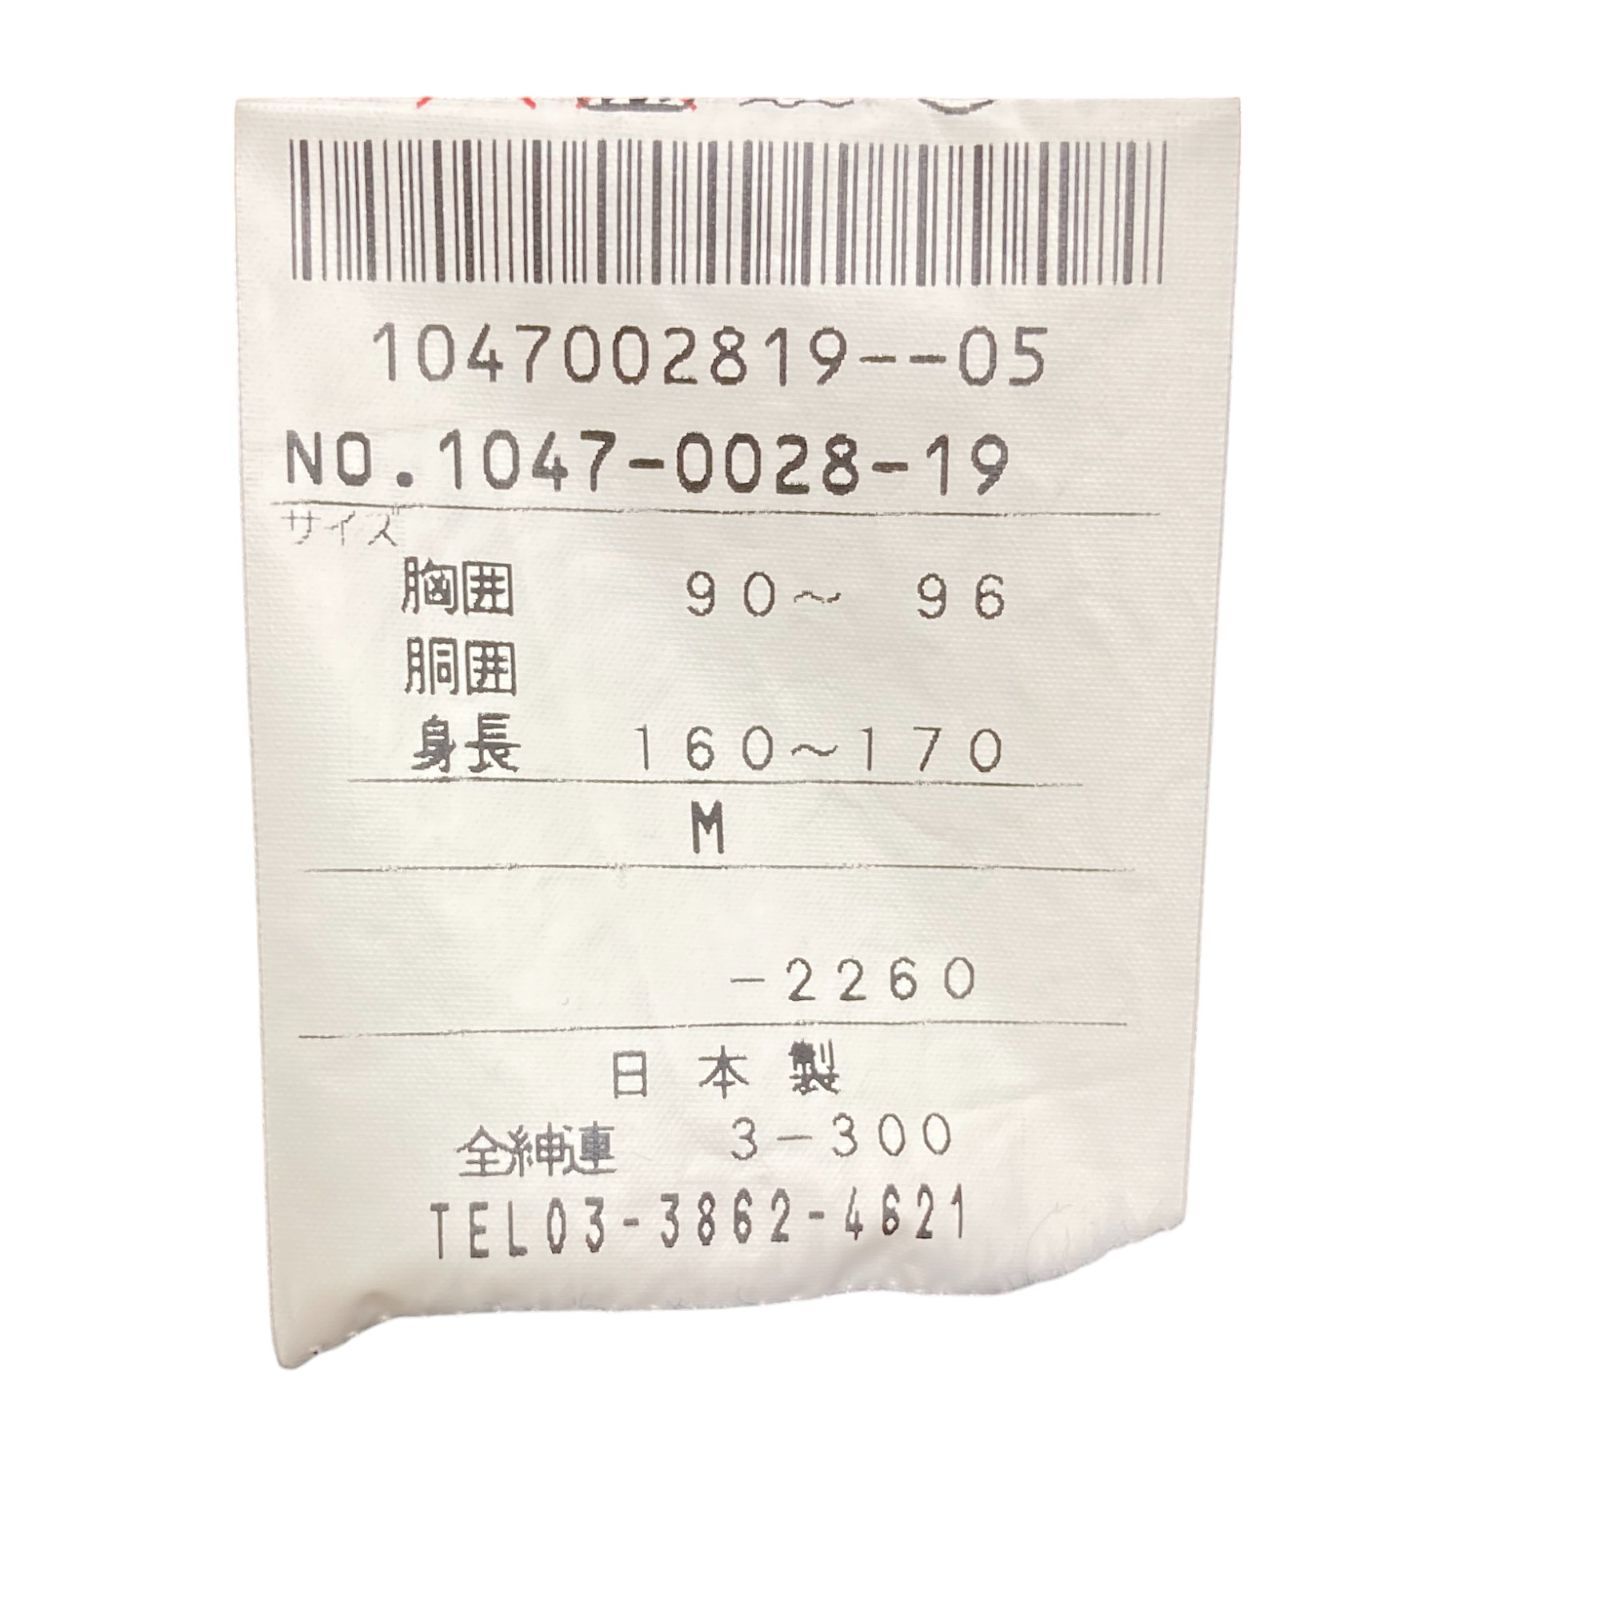 1047002819--05
NO.1047-0028-19
サイズ
胸囲 90～ 96
胴囲
身長 160～170
M
-2260
日本製
全紳連 3-300
TEL03-3862-4621